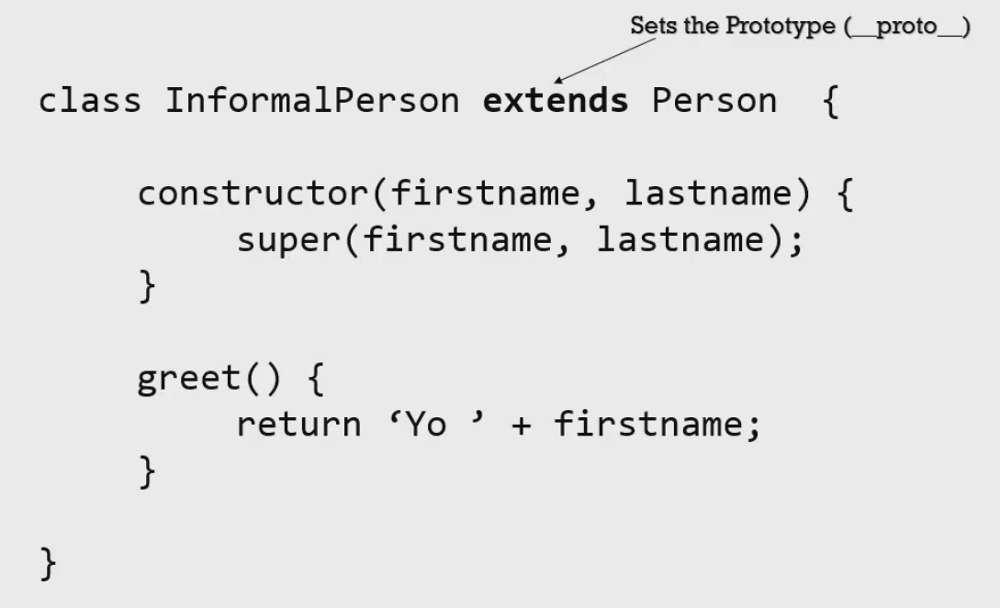 Sets the Prototype (__proto__)
class InformalPerson extends Person {
constructor(firstname, lastname) {
super(firstname, lastname);
}
greet() {
return ‘Yo ’ + firstname;
}
}